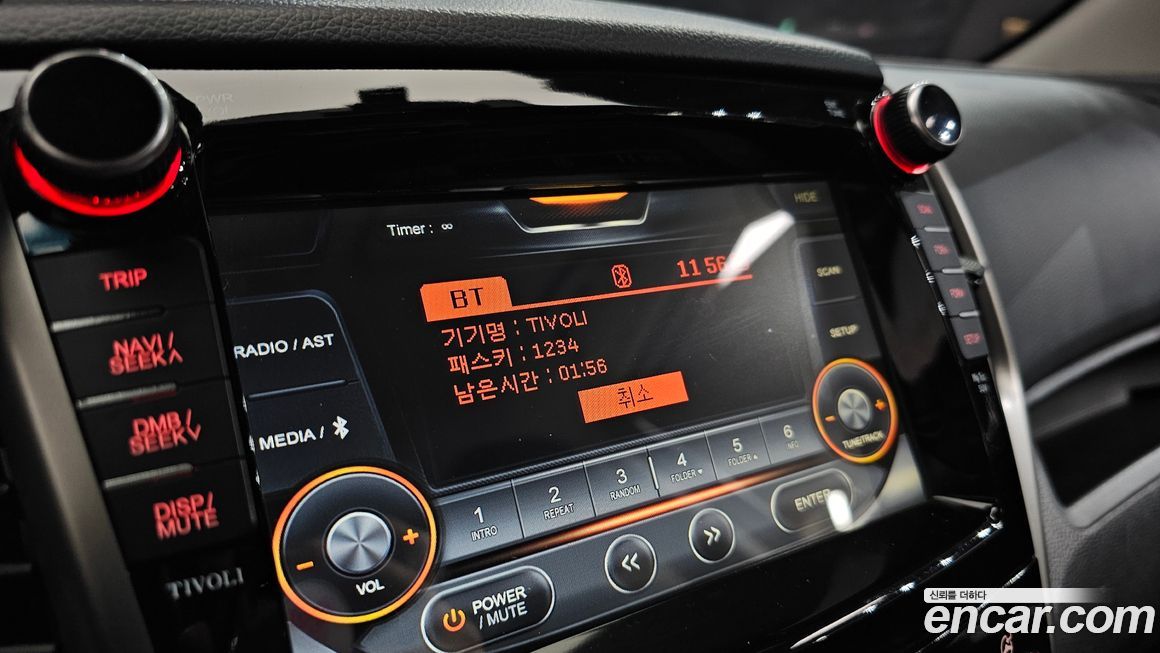 PWR
VOL
TRIP
NAVI/
SEEK∧
DMB/
SEEK∨
DISP/
MUTE
TIVOLI
Timer : ∞
HIDE
BT
11 56
기기명 : TIVOLI
패스키 : 1234
남은시간 : 01:56
취소
RADIO / AST
MEDIA /
SCAN
SETUP
- +
VOL
1
INTRO
2
REPEAT
3
RANDOM
4
FOLDER ▾
5
FOLDER ▴
6
INFO
- +
TUNE/TRACK
POWER
/ MUTE
«
»
ENTER
SETUP
신뢰를 더하다
encar.com